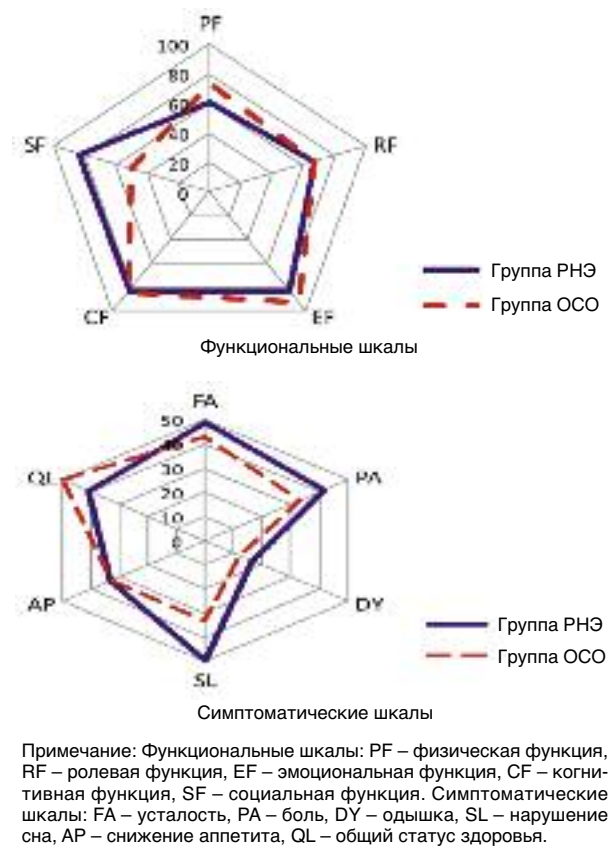 PF
100
80
60
40
20
0
SF
RF
Группа РНЭ
Группа ОСО
CF
EF
Функциональные шкалы
FA
50
40
30
20
10
0
QL
PA
AP
DY
Группа РНЭ
Группа ОСО
SL
Симптоматические шкалы
Примечание: Функциональные шкалы: PF – физическая функция,
RF – ролевая функция, EF – эмоциональная функция, CF – когни-
тивная функция, SF – социальная функция. Симптоматические
шкалы: FA – усталость, PA – боль, DY – одышка, SL – нарушение
сна, AP – снижение аппетита, QL – общий статус здоровья.